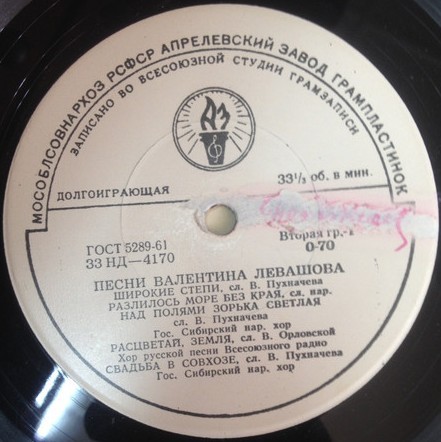 МОСОБЛСОВНАРХОЗ РСФСР АПРЕЛЕВСКИЙ ЗАВОД ГРАМПЛАСТИНОК
ЗАПИСАНО ВО ВСЕСОЮЗНОЙ СТУДИИ ГРАМЗАПИСИ
АЗ
ДОЛГОИГРАЮЩАЯ
33⅓ об. в мин.
ГОСТ 5289-61
33 НД—4170
Вторая гр.-1
0-70
ПЕСНИ ВАЛЕНТИНА ЛЕВАШОВА
ШИРОКИЕ СТЕПИ, сл. В. Пухначева
РАЗЛИЛОСЬ МОРЕ БЕЗ КРАЯ, сл. нар.
НАД ПОЛЯМИ ЗОРЬКА СВЕТЛАЯ
сл. В. Пухначева
Гос. Сибирский нар. хор
РАСЦВЕТАЙ, ЗЕМЛЯ, сл. В. Орловской
Хор русской песни Всесоюзного радио
СВАДЬБА В СОВХОЗЕ, сл. В. Пухначева
Гос. Сибирский нар. хор